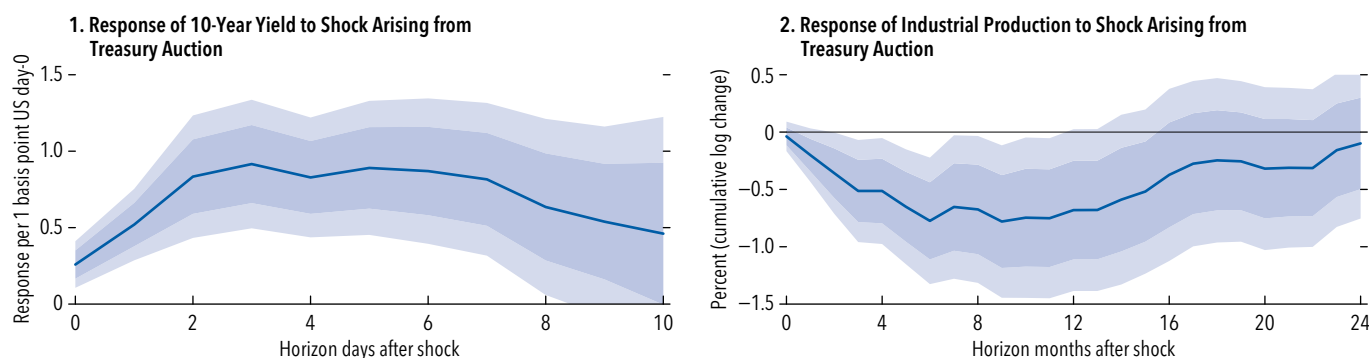 1. Response of 10-Year Yield to Shock Arising from
Treasury Auction
Response per 1 basis point US day-0
1.5
1.0
0.5
0
0
2
4
6
8
10
Horizon days after shock
2. Response of Industrial Production to Shock Arising from
Treasury Auction
Percent (cumulative log change)
0.5
0
−0.5
−1.0
−1.5
0
4
8
12
16
20
24
Horizon months after shock